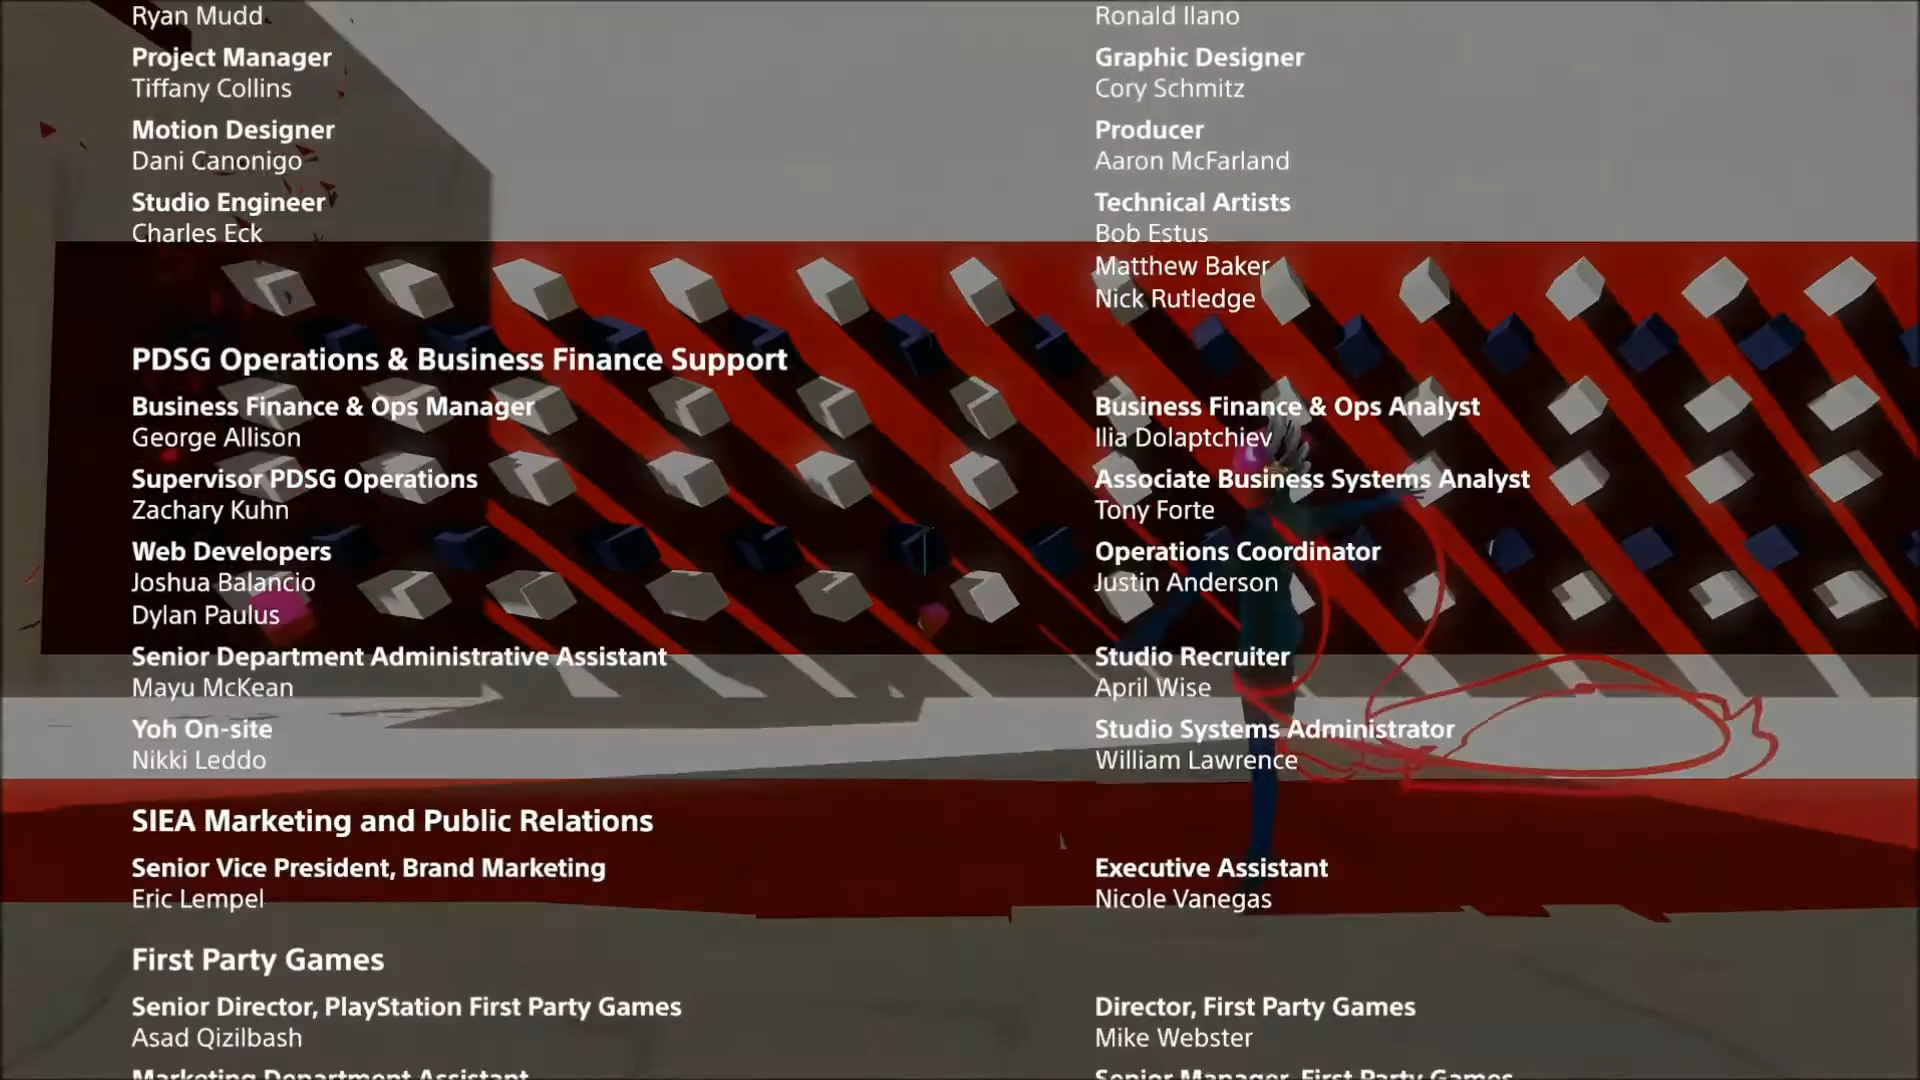 Ryan Mudd
Project Manager
Tiffany Collins
Motion Designer
Dani Canonigo
Studio Engineer
Charles Eck
Ronald Ilano
Graphic Designer
Cory Schmitz
Producer
Aaron McFarland
Technical Artists
Bob Estus
Matthew Baker
Nick Rutledge
PDSG Operations & Business Finance Support
Business Finance & Ops Manager
George Allison
Supervisor PDSG Operations
Zachary Kuhn
Web Developers
Joshua Balancio
Dylan Paulus
Senior Department Administrative Assistant
Mayu McKean
Yoh On-site
Nikki Leddo
Business Finance & Ops Analyst
Ilia Dolaptchiev
Associate Business Systems Analyst
Tony Forte
Operations Coordinator
Justin Anderson
Studio Recruiter
April Wise
Studio Systems Administrator
William Lawrence
SIEA Marketing and Public Relations
Senior Vice President, Brand Marketing
Eric Lempel
Executive Assistant
Nicole Vanegas
First Party Games
Senior Director, PlayStation First Party Games
Asad Qizilbash
Director, First Party Games
Mike Webster
Marketing Department Assistant
Senior Manager, First Party Games